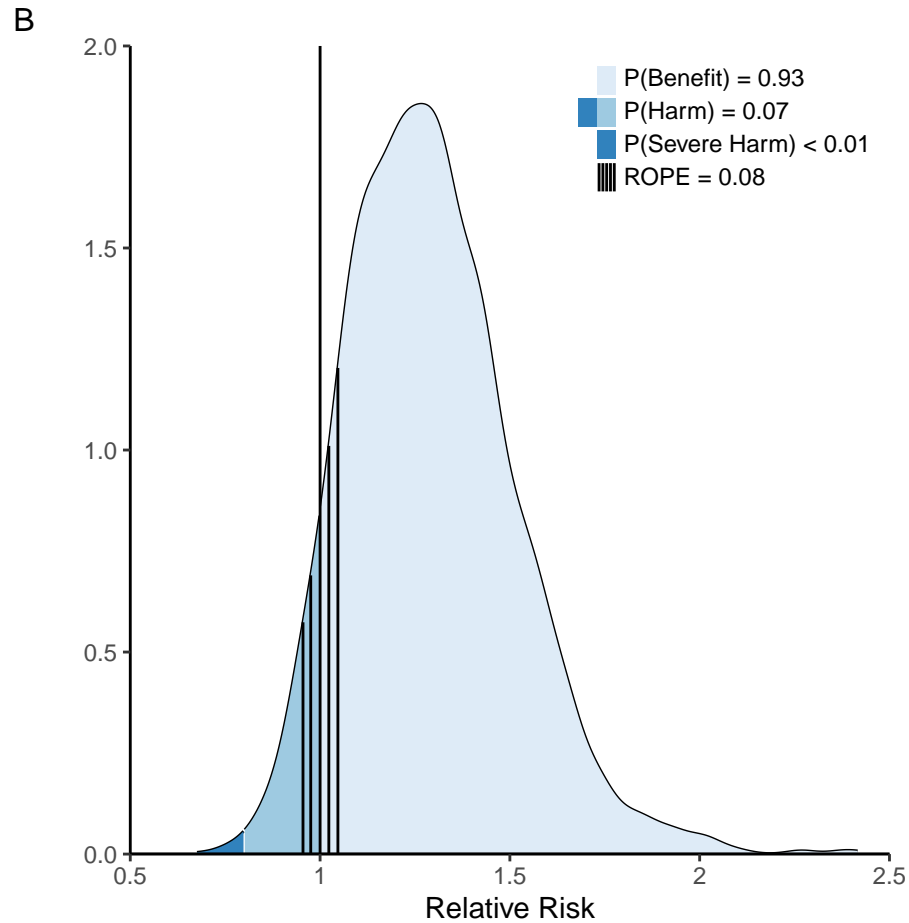 B
P(Benefit) = 0.93
P(Harm) = 0.07
P(Severe Harm) < 0.01
ROPE = 0.08
2.0
1.5
1.0
0.5
0.0
0.5 1 1.5 2 2.5
Relative Risk